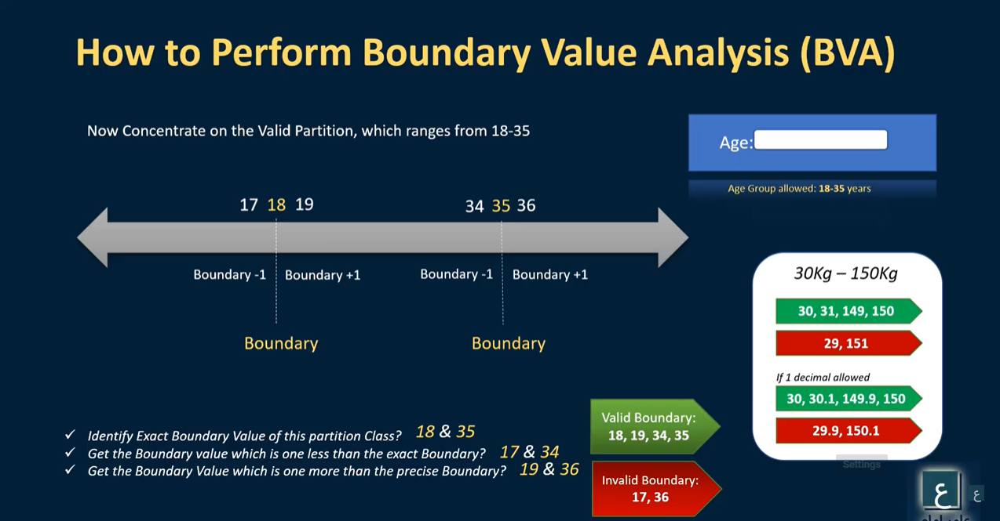 How to Perform Boundary Value Analysis (BVA)
Now Concentrate on the Valid Partition, which ranges from 18-35
Age:
Age Group allowed: 18-35 years
17 18 19
34 35 36
Boundary -1
Boundary +1
Boundary -1
Boundary +1
Boundary
Boundary
30Kg – 150Kg
30, 31, 149, 150
29, 151
If 1 decimal allowed
30, 30.1, 149.9, 150
29.9, 150.1
✓ Identify Exact Boundary Value of this partition Class? 18 & 35
✓ Get the Boundary value which is one less than the exact Boundary? 17 & 34
✓ Get the Boundary Value which is one more than the precise Boundary? 19 & 36
Valid Boundary:
18, 19, 34, 35
Invalid Boundary:
17, 36
Settings
ع
ع